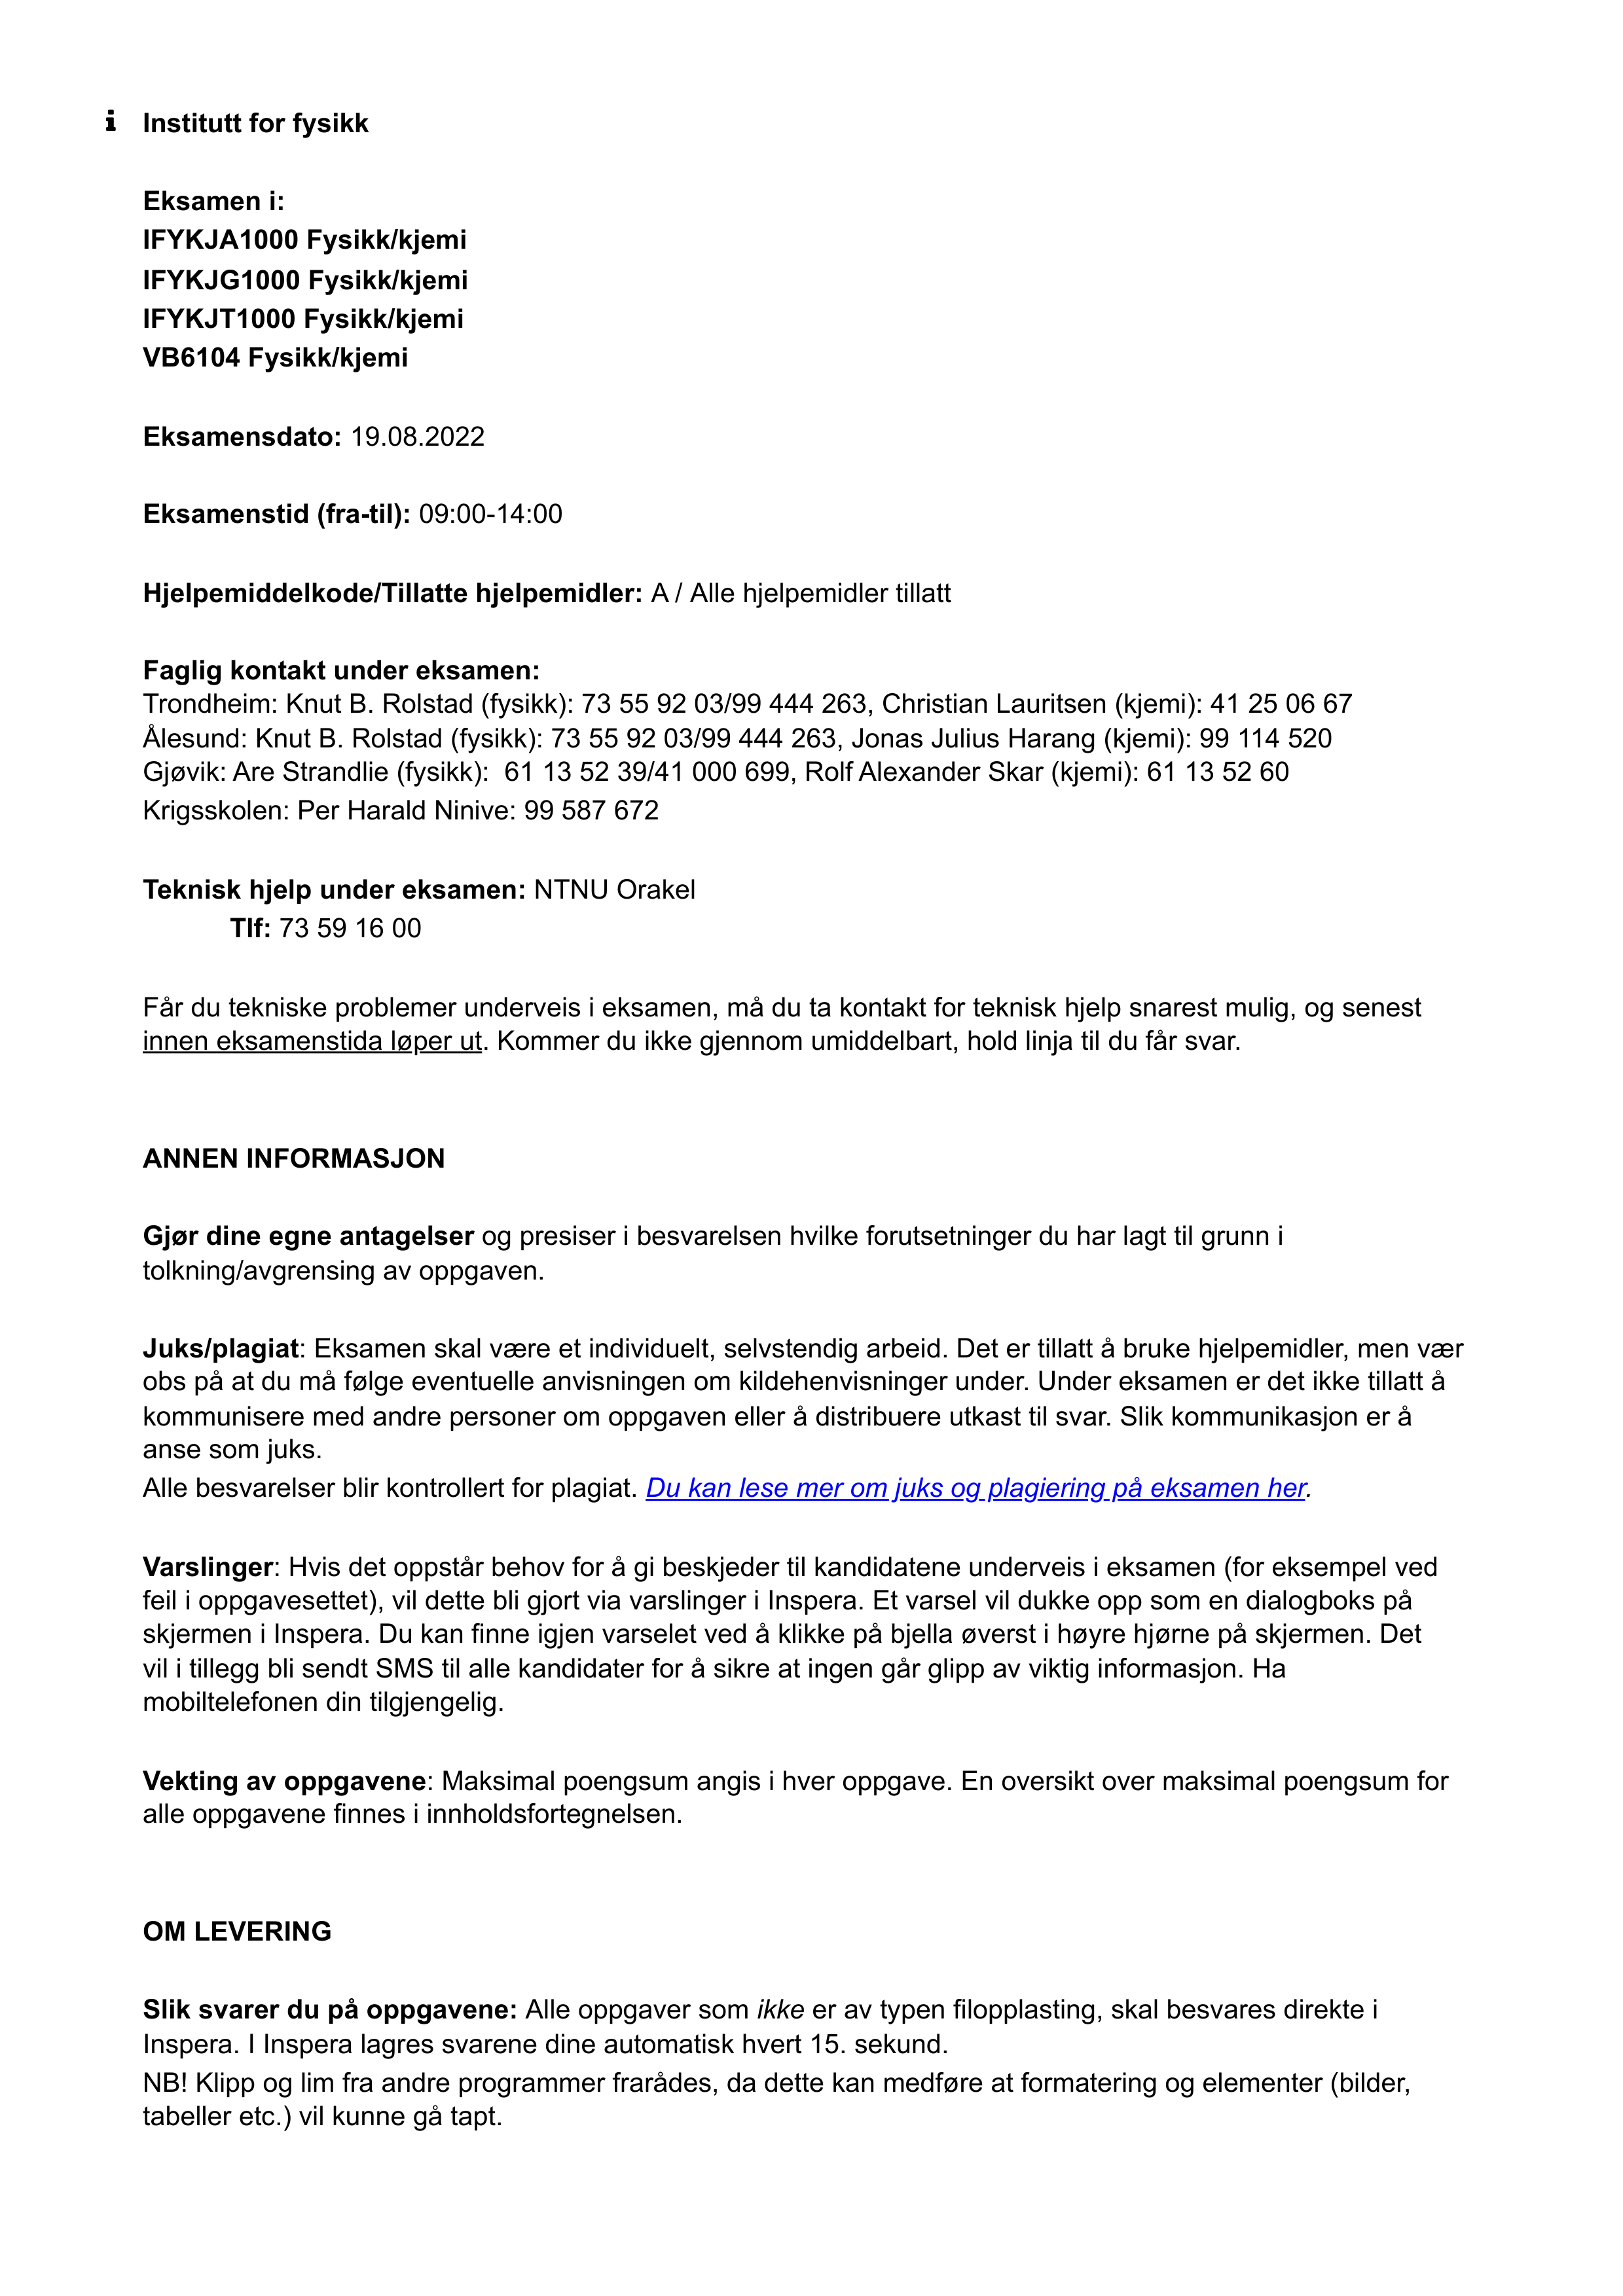 i Institutt for fysikk
Eksamen i:
IFYKJA1000 Fysikk/kjemi
IFYKJG1000 Fysikk/kjemi
IFYKJT1000 Fysikk/kjemi
VB6104 Fysikk/kjemi
Eksamensdato: 19.08.2022
Eksamenstid (fra-til): 09:00-14:00
Hjelpemiddelkode/Tillatte hjelpemidler: A / Alle hjelpemidler tillatt
Faglig kontakt under eksamen:
Trondheim: Knut B. Rolstad (fysikk): 73 55 92 03/99 444 263, Christian Lauritsen (kjemi): 41 25 06 67
Ålesund: Knut B. Rolstad (fysikk): 73 55 92 03/99 444 263, Jonas Julius Harang (kjemi): 99 114 520
Gjøvik: Are Strandlie (fysikk): 61 13 52 39/41 000 699, Rolf Alexander Skar (kjemi): 61 13 52 60
Krigsskolen: Per Harald Ninive: 99 587 672
Teknisk hjelp under eksamen: NTNU Orakel
Tlf: 73 59 16 00
Får du tekniske problemer underveis i eksamen, må du ta kontakt for teknisk hjelp snarest mulig, og senest
innen eksamenstida løper ut. Kommer du ikke gjennom umiddelbart, hold linja til du får svar.
ANNEN INFORMASJON
Gjør dine egne antagelser og presiser i besvarelsen hvilke forutsetninger du har lagt til grunn i
tolkning/avgrensing av oppgaven.
Juks/plagiat: Eksamen skal være et individuelt, selvstendig arbeid. Det er tillatt å bruke hjelpemidler, men vær
obs på at du må følge eventuelle anvisningen om kildehenvisninger under. Under eksamen er det ikke tillatt å
kommunisere med andre personer om oppgaven eller å distribuere utkast til svar. Slik kommunikasjon er å
anse som juks.
Alle besvarelser blir kontrollert for plagiat. Du kan lese mer om juks og plagiering på eksamen her.
Varslinger: Hvis det oppstår behov for å gi beskjeder til kandidatene underveis i eksamen (for eksempel ved
feil i oppgavesettet), vil dette bli gjort via varslinger i Inspera. Et varsel vil dukke opp som en dialogboks på
skjermen i Inspera. Du kan finne igjen varselet ved å klikke på bjella øverst i høyre hjørne på skjermen. Det
vil i tillegg bli sendt SMS til alle kandidater for å sikre at ingen går glipp av viktig informasjon. Ha
mobiltelefonen din tilgjengelig.
Vekting av oppgavene: Maksimal poengsum angis i hver oppgave. En oversikt over maksimal poengsum for
alle oppgavene finnes i innholdsfortegnelsen.
OM LEVERING
Slik svarer du på oppgavene: Alle oppgaver som ikke er av typen filopplasting, skal besvares direkte i
Inspera. I Inspera lagres svarene dine automatisk hvert 15. sekund.
NB! Klipp og lim fra andre programmer frarådes, da dette kan medføre at formatering og elementer (bilder,
tabeller etc.) vil kunne gå tapt.